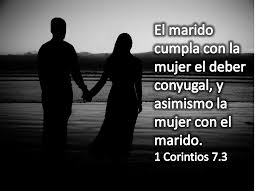 El marido
cumpla con la
mujer el deber
conyugal, y
asimismo la
mujer con el
marido.
1 Corintios 7.3